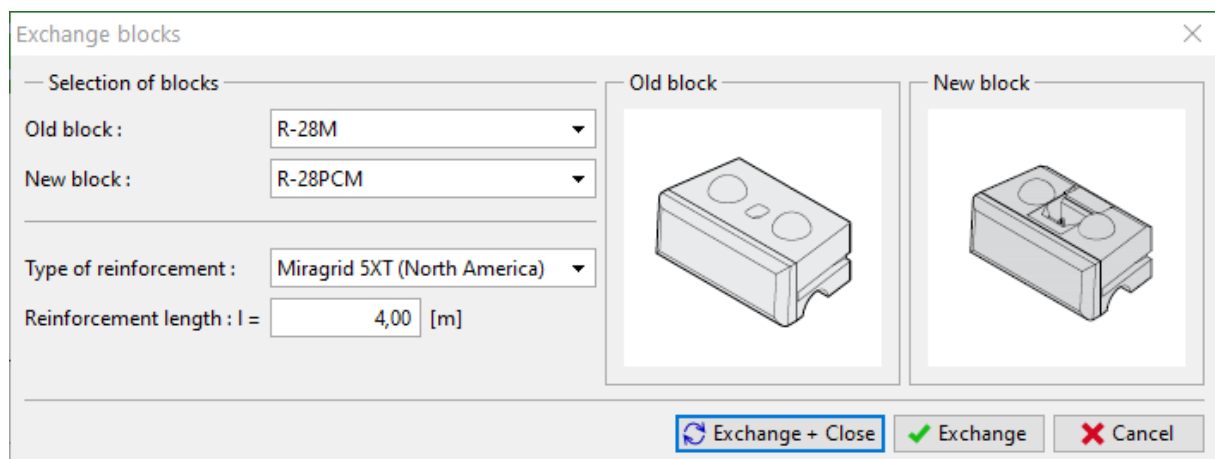 Exchange blocks
Selection of blocks
Old block :
R-28M
New block :
R-28PCM
Type of reinforcement :
Miragrid 5XT (North America)
Reinforcement length : l =
4,00
[m]
Old block
New block
Exchange + Close
Exchange
Cancel